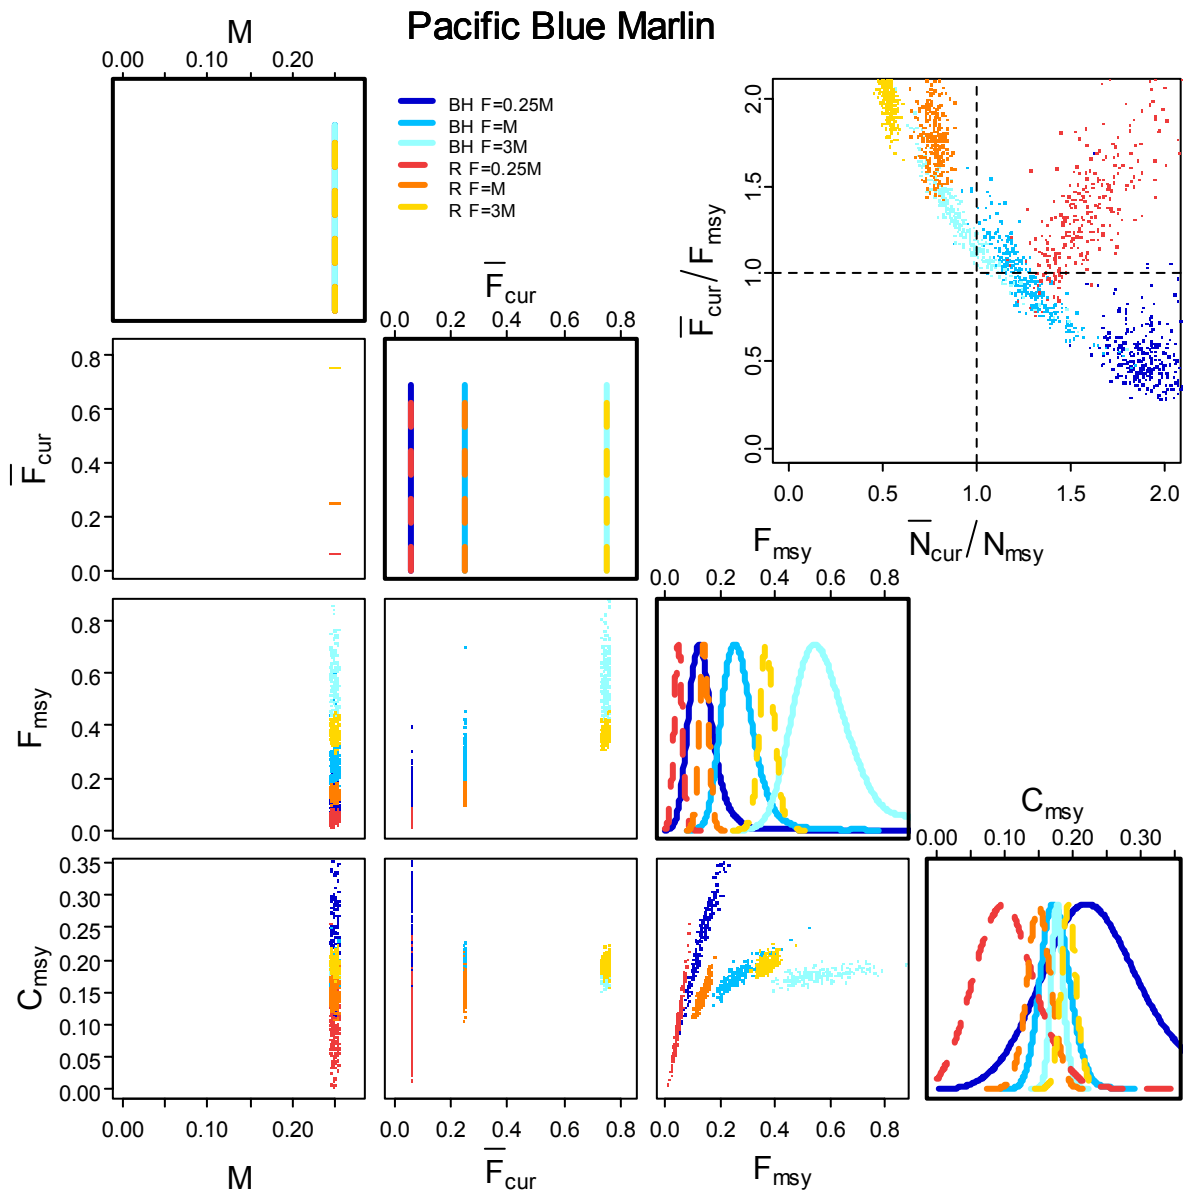 Pacific Blue Marlin
M
0.00 0.10 0.20
BH F=0.25M
BH F=M
BH F=3M
R F=0.25M
R F=M
R F=3M
F̅cur
0.0 0.2 0.4 0.6 0.8
2.0
1.5
1.0
0.5
0.0
F̅cur/Fmsy
0.0 0.5 1.0 1.5 2.0
N̅cur/Nmsy
0.8
0.6
0.4
0.2
0.0
F̅cur
Fmsy
0.0 0.2 0.4 0.6 0.8
0.8
0.6
0.4
0.2
0.0
Fmsy
Cmsy
0.00 0.10 0.20 0.30
0.35
0.30
0.25
0.20
0.15
0.10
0.05
0.00
Cmsy
0.00 0.10 0.20
M
0.0 0.2 0.4 0.6 0.8
F̅cur
0.0 0.2 0.4 0.6 0.8
Fmsy